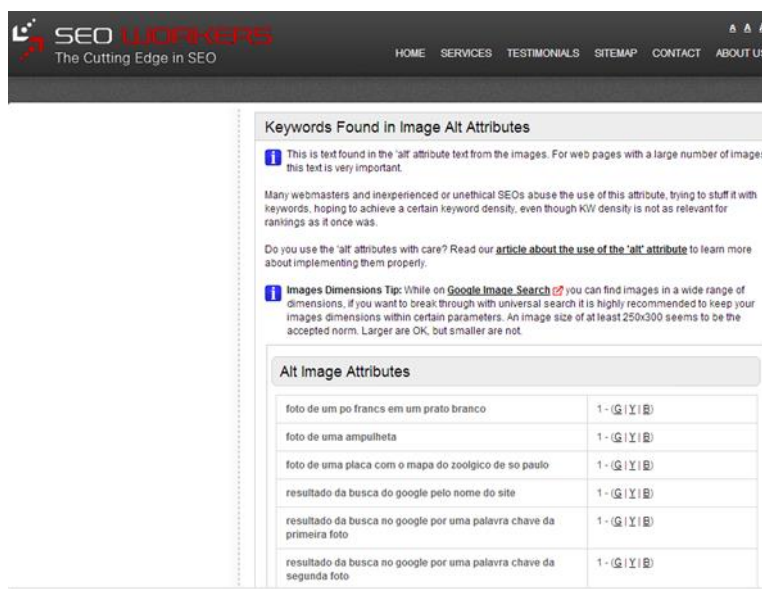 A A A
SEO WORKERS
The Cutting Edge in SEO
HOME SERVICES TESTIMONIALS SITEMAP CONTACT ABOUT US
Keywords Found in Image Alt Attributes
This is text found in the 'alt' attribute text from the images. For web pages with a large number of images
this text is very important.
Many webmasters and inexperienced or unethical SEOs abuse the use of this attribute, trying to stuff it with
keywords, hoping to achieve a certain keyword density, even though KW density is not as relevant for
rankings as it once was.
Do you use the 'alt' attributes with care? Read our article about the use of the 'alt' attribute to learn more
about implementing them properly.
Images Dimensions Tip: While on Google Image Search you can find images in a wide range of
dimensions, if you want to break through with universal search it is highly recommended to keep your
images dimensions within certain parameters. An image size of at least 250x300 seems to be the
accepted norm. Larger are OK, but smaller are not.
Alt Image Attributes
foto de um po francs em um prato branco 1 - (G | Y | B)
foto de uma ampulheta 1 - (G | Y | B)
foto de uma placa com o mapa do zoolgico de so paulo 1 - (G | Y | B)
resultado da busca do google pelo nome do site 1 - (G | Y | B)
resultado da busca no google por uma palavra chave da 1 - (G | Y | B)
primeira foto
resultado da busca no google por uma palavra chave da 1 - (G | Y | B)
segunda foto